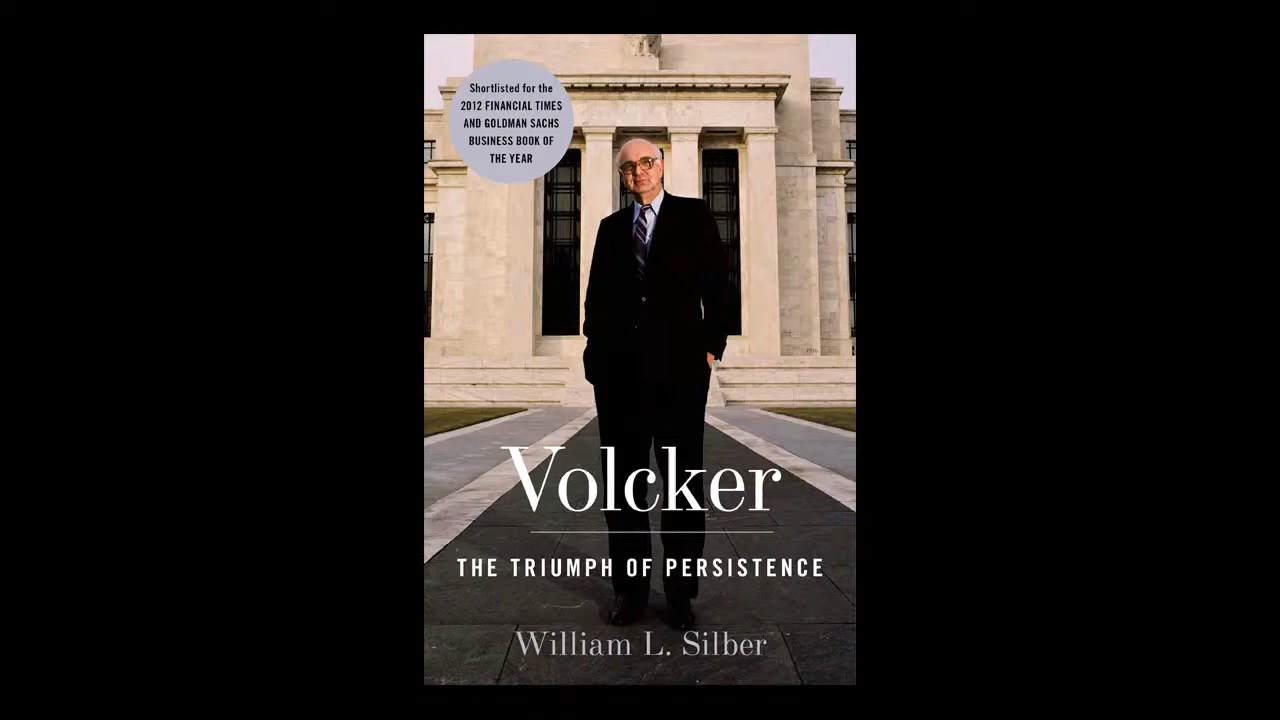 Shortlisted for the
2012 FINANCIAL TIMES
AND GOLDMAN SACHS
BUSINESS BOOK OF
THE YEAR
Volcker
THE TRIUMPH OF PERSISTENCE
William L. Silber